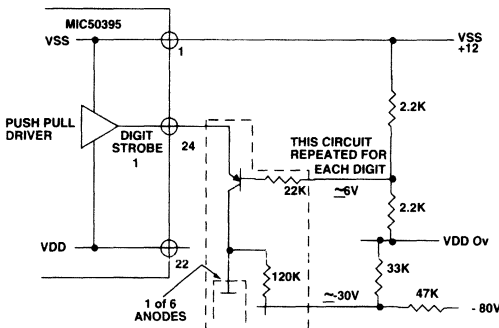 MIC50395
VSS
1
VSS
+12
PUSH PULL
DRIVER
DIGIT
STROBE
1
24
2.2K
THIS CIRCUIT
REPEATED FOR
EACH DIGIT
22K
~6V
2.2K
VDD
22
VDD Ov
120K
33K
1 of 6
ANODES
~-30V
47K
- 80V